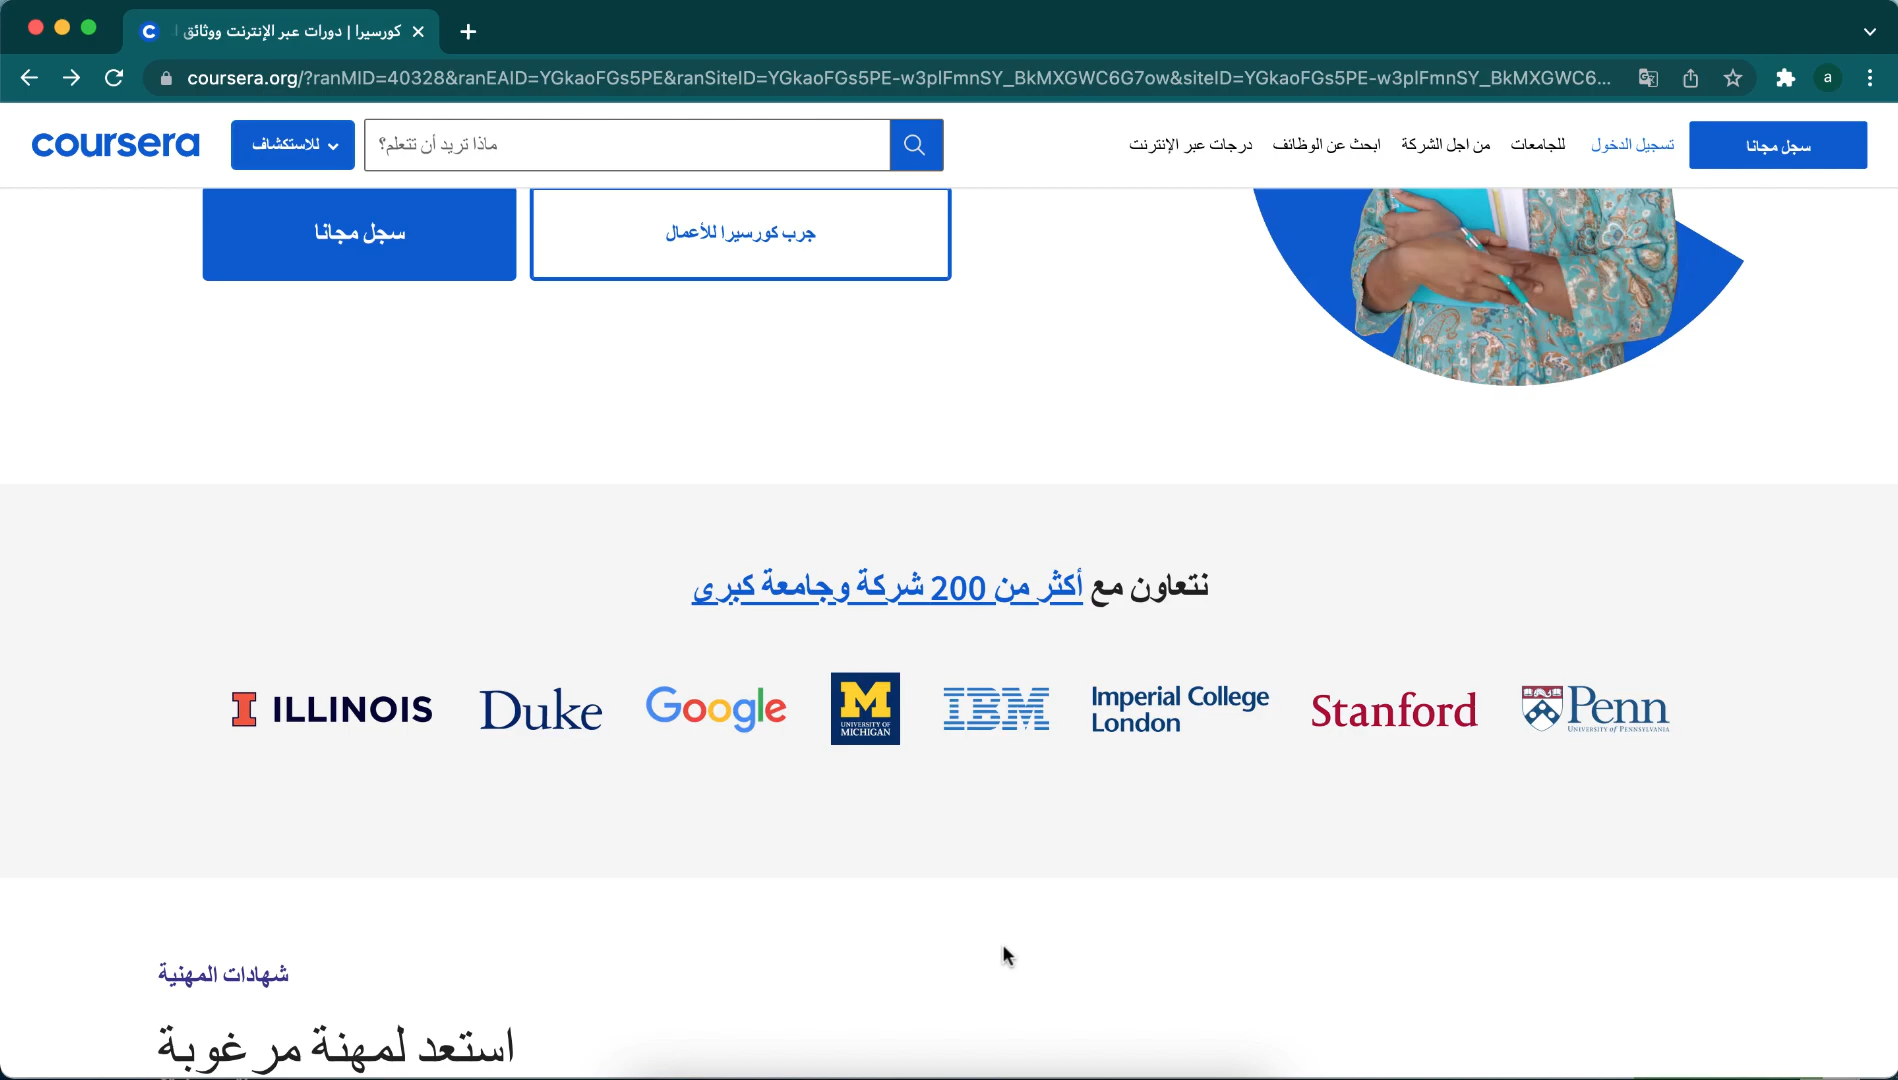 كورسيرا | دورات عبر الإنترنت ووثائق ا
coursera.org/?ranMID=40328&ranEAID=YGkaoFGs5PE&ranSiteID=YGkaoFGs5PE-w3pIFmnSY_BkMXGWC6G7ow&siteID=YGkaoFGs5PE-w3pIFmnSY_BkMXGWC6...
a
coursera
للاستكشاف
ماذا تريد أن تتعلم؟
درجات عبر الإنترنت
ابحث عن الوظائف
من اجل الشركة
للجامعات
تسجيل الدخول
سجل مجانا
سجل مجانا
جرب كورسيرا للأعمال
نتعاون مع أكثر من 200 شركة وجامعة كبرى
I ILLINOIS
Duke
Google
M
UNIVERSITY OF
MICHIGAN
IBM
Imperial College
London
Stanford
Penn
UNIVERSITY of PENNSYLVANIA
شهادات المهنية
استعد لمهنة مرغوبة